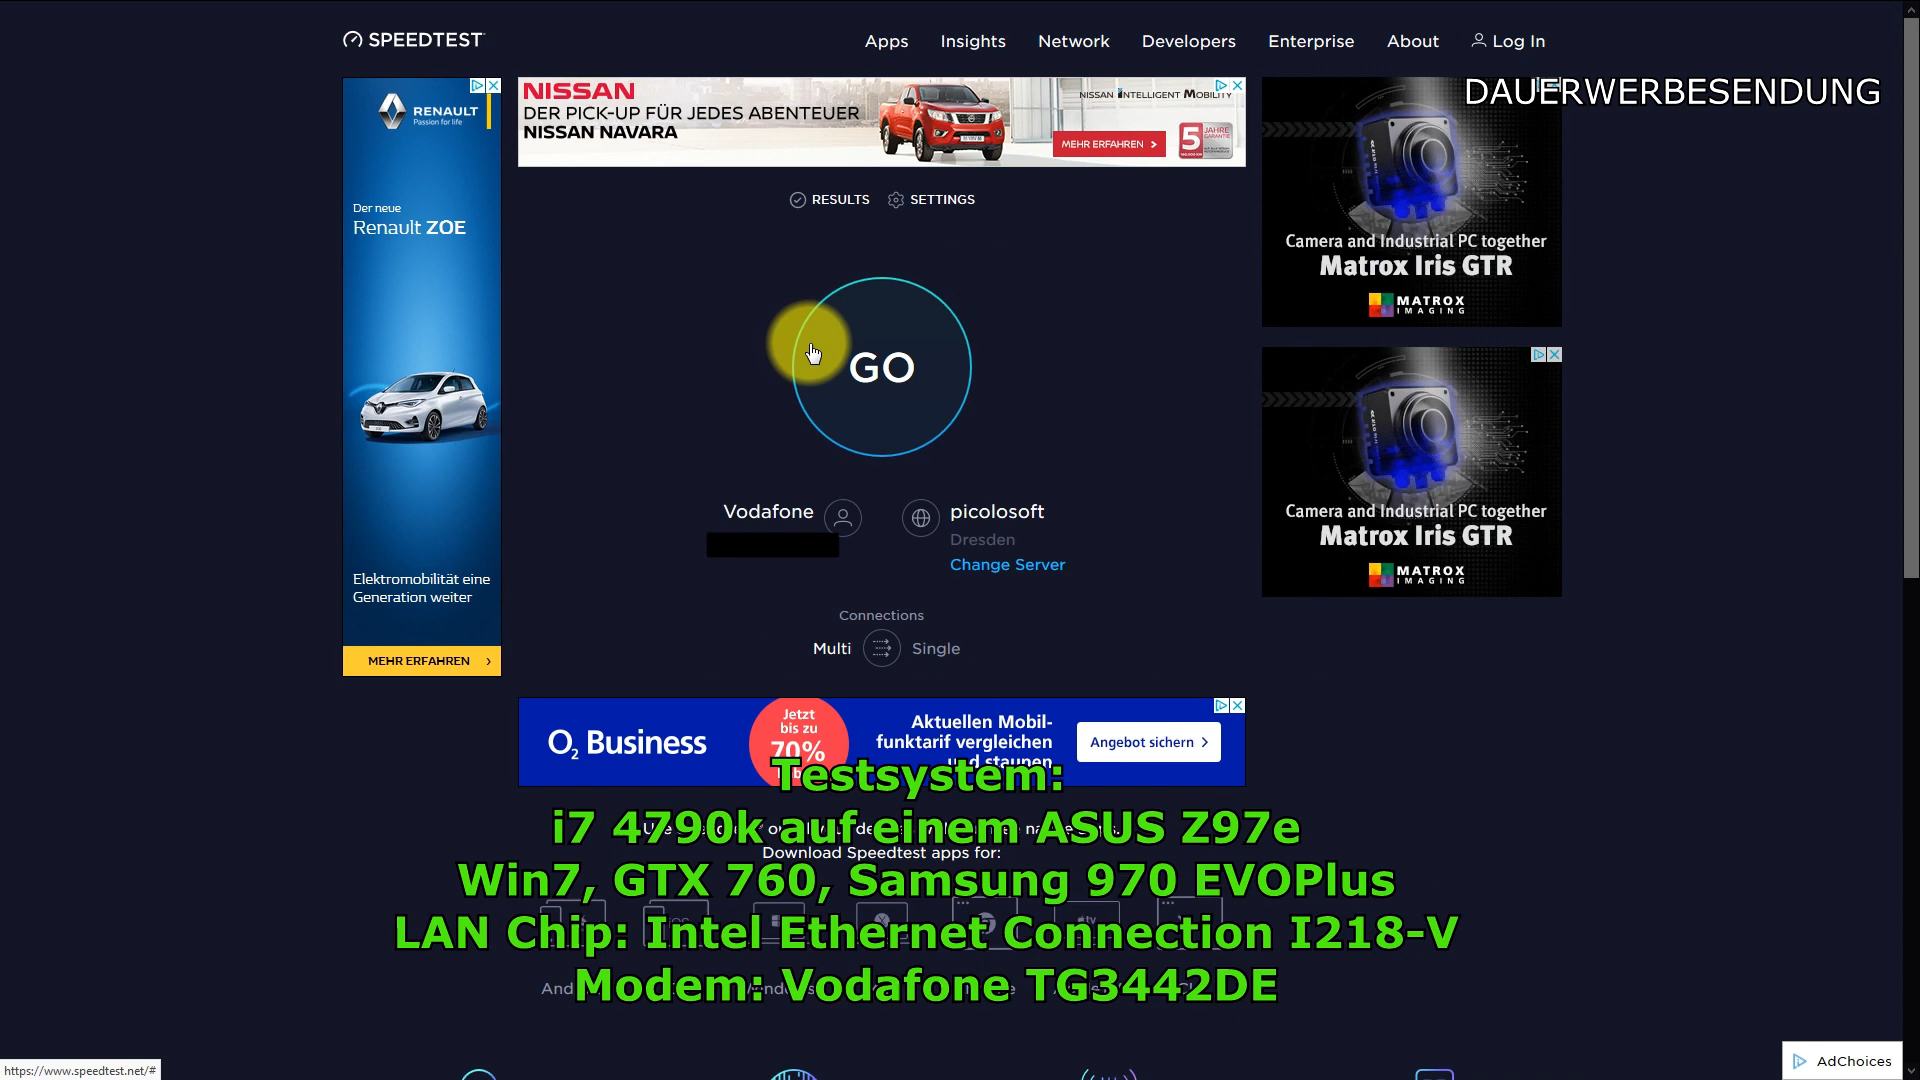 SPEEDTEST
Apps
Insights
Network
Developers
Enterprise
About
Log In
DAUERWERBESENDUNG
RENAULT
Passion for life
Der neue
Renault ZOE
Elektromobilität eine
Generation weiter
MEHR ERFAHREN
NISSAN
DER PICK-UP FÜR JEDES ABENTEUER
NISSAN NAVARA
NISSAN INTELLIGENT MOBILITY
MEHR ERFAHREN
5 JAHRE
GARANTIE
RESULTS
SETTINGS
GO
Vodafone
picolosoft
Dresden
Change Server
Connections
Multi
Single
Camera and Industrial PC together
Matrox Iris GTR
MATROX
IMAGING
Camera and Industrial PC together
Matrox Iris GTR
MATROX
IMAGING
O2 Business
Jetzt
bis zu
70%
Aktuellen Mobil-
funktarif vergleichen
und staunen
Angebot sichern
Testsystem:
i7 4790k auf einem ASUS Z97e
Download Speedtest apps for:
Win7, GTX 760, Samsung 970 EVOPlus
LAN Chip: Intel Ethernet Connection I218-V
Modem: Vodafone TG3442DE
https://www.speedtest.net/#
AdChoices